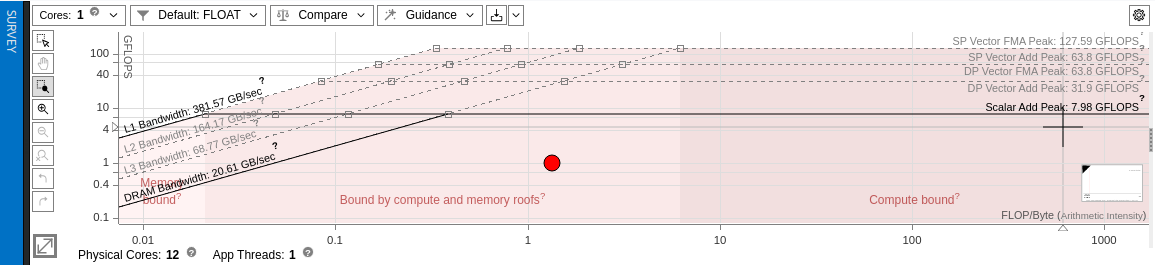 SURVEY
Cores: 1 ?
Default: FLOAT
Compare
Guidance
GFLOPS
100
40
10
4
1
0.4
0.1
SP Vector FMA Peak: 127.59 GFLOPS ?
SP Vector Add Peak: 63.8 GFLOPS ?
DP Vector FMA Peak: 63.8 GFLOPS ?
DP Vector Add Peak: 31.9 GFLOPS ?
Scalar Add Peak: 7.98 GFLOPS ?
L1 Bandwidth: 381.57 GB/sec ?
L2 Bandwidth: 164.17 GB/sec ?
L3 Bandwidth: 68.77 GB/sec ?
DRAM Bandwidth: 20.61 GB/sec ?
Memory
bound?
Bound by compute and memory roofs?
Compute bound?
FLOP/Byte (Arithmetic Intensity)
0.01 0.1 1 10 100 1000
Physical Cores: 12 ? App Threads: 1 ?